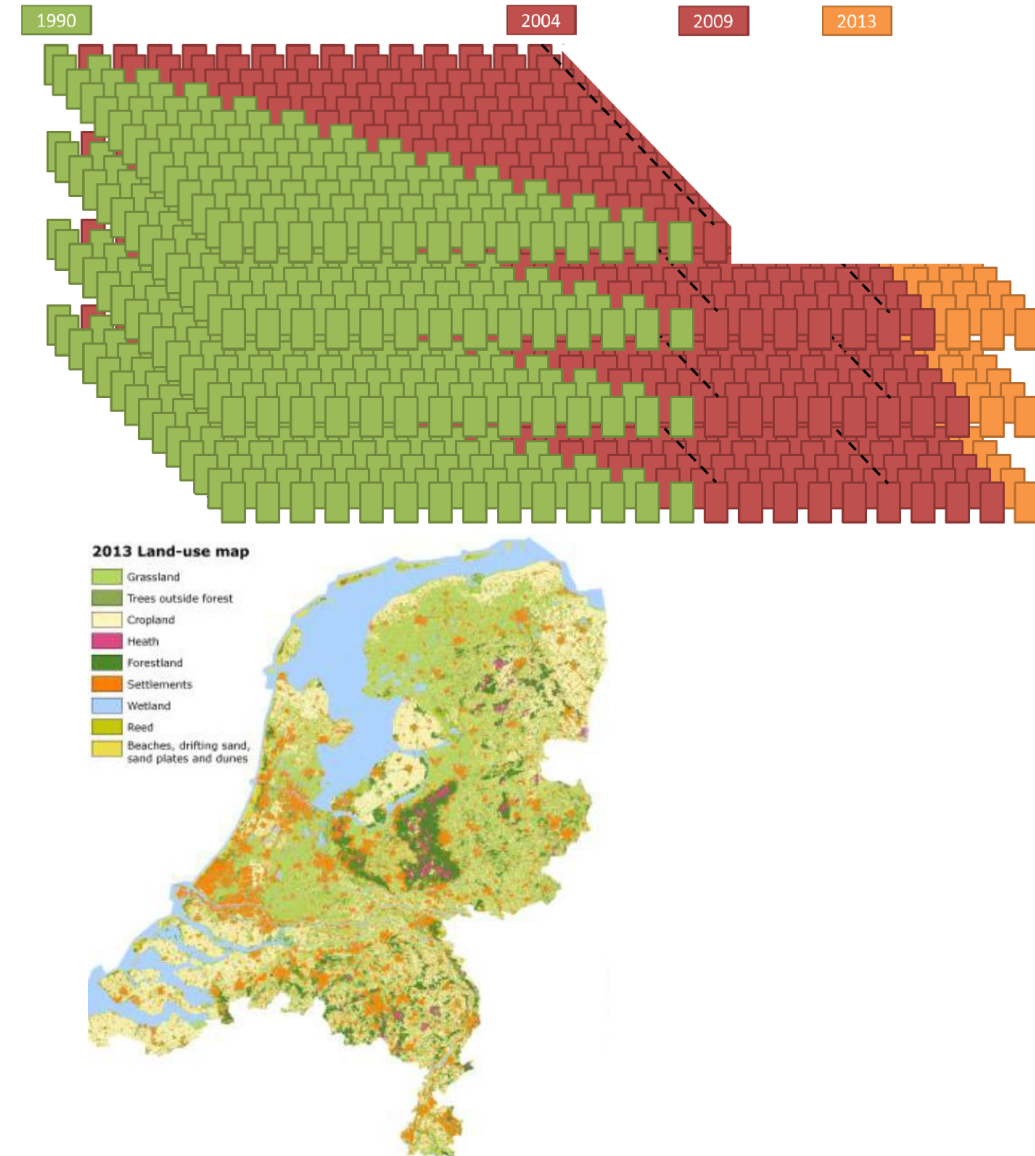 1990
2004
2009
2013
2013 Land-use map
Grassland
Trees outside forest
Cropland
Heath
Forestland
Settlements
Wetland
Reed
Beaches, drifting sand,
sand plates and dunes